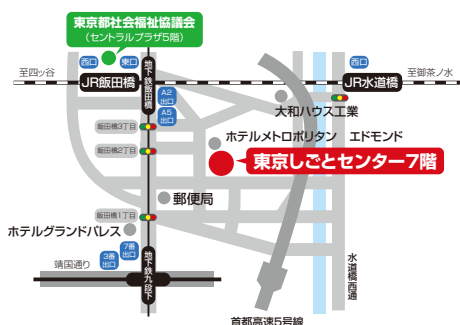 東京都社会福祉協議会
(セントラルプラザ5階)
西口
東口
地下鉄飯田橋
西口
至四ッ谷
JR飯田橋
JR水道橋
至御茶ノ水
A2
出口
A5
出口
大和ハウス工業
飯田橋3丁目
ホテルメトロポリタン エドモンド
飯田橋2丁目
東京しごとセンター7階
郵便局
飯田橋1丁目
ホテルグランドパレス
7番
出口
3番
出口
靖国通り
地下鉄九段下
水道橋西通
首都高速5号線